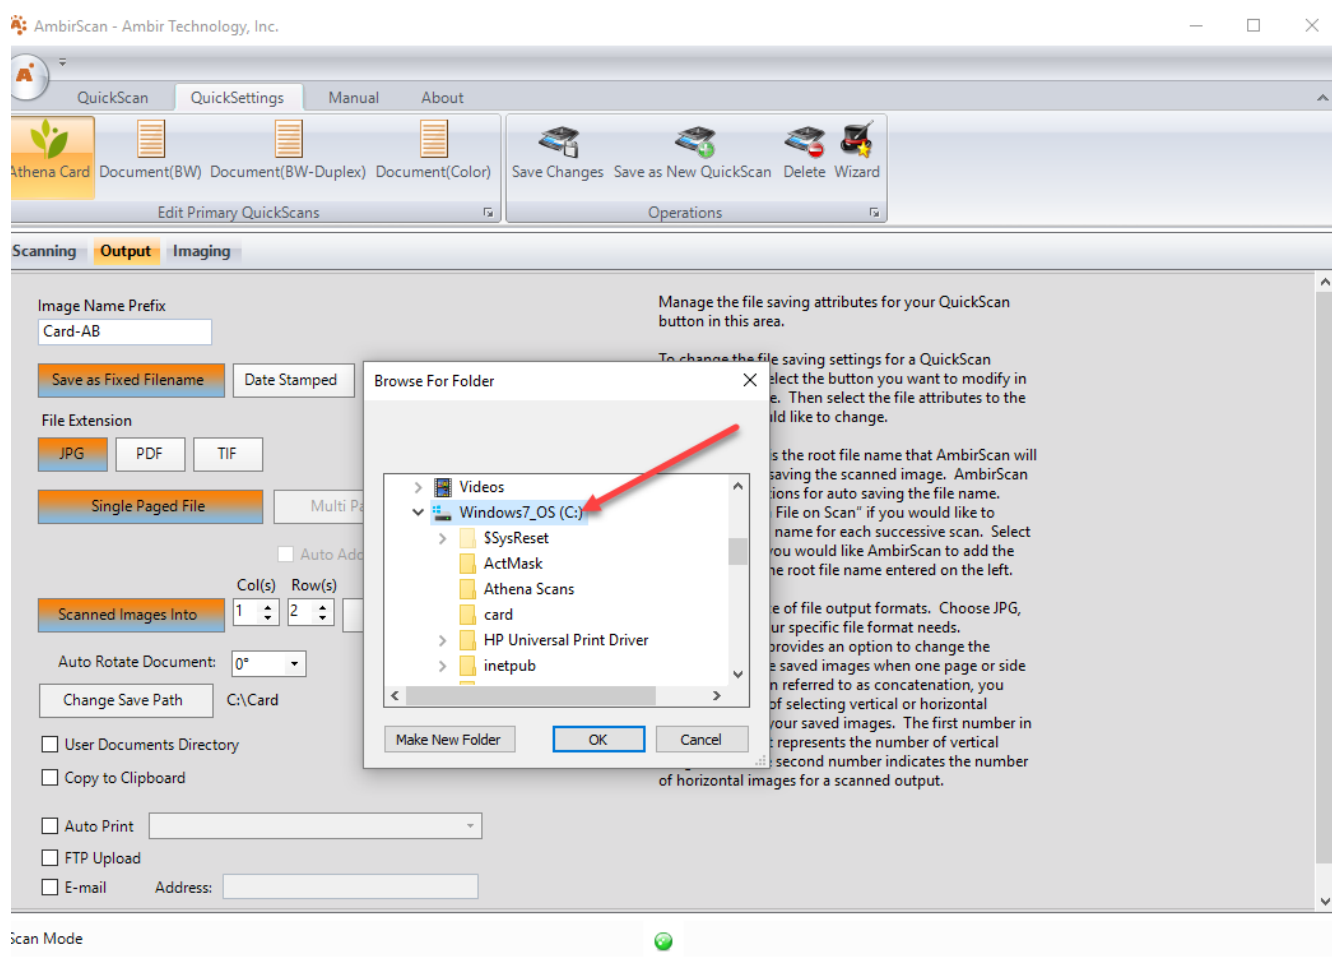 AmbirScan - Ambir Technology, Inc.
QuickScan QuickSettings Manual About
Athena Card Document(BW) Document(BW-Duplex) Document(Color) Save Changes Save as New QuickScan Delete Wizard
Edit Primary QuickScans Operations
Scanning Output Imaging
Image Name Prefix
Card-AB
Save as Fixed Filename Date Stamped
File Extension
JPG PDF TIF
Single Paged File Multi
Auto
Col(s) Row(s)
Scanned Images Into 1 2
Auto Rotate Document: 0°
Change Save Path C:\Card
User Documents Directory
Copy to Clipboard
Auto Print
FTP Upload
E-mail Address:
Browse For Folder
Videos
Windows7_OS (C:)
$SysReset
ActMask
Athena Scans
card
HP Universal Print Driver
inetpub
Make New Folder OK Cancel
Manage the file saving attributes for your QuickScan
button in this area.
To change the file saving settings for a QuickScan
select the button you want to modify in
Then select the file attributes to the
like to change.
is the root file name that AmbirScan will
saving the scanned image. AmbirScan
for auto saving the file name.
File on Scan" if you would like to
name for each successive scan. Select
you would like AmbirScan to add the
root file name entered on the left.
of file output formats. Choose JPG,
specific file format needs.
provides an option to change the
saved images when one page or side
referred to as concatenation, you
of selecting vertical or horizontal
your saved images. The first number in
represents the number of vertical
second number indicates the number
of horizontal images for a scanned output.
Scan Mode